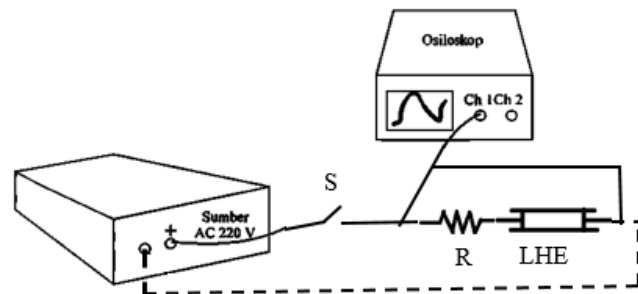 Osiloskop
Ch 1 Ch 2
S
+
Sumber
AC 220 V
R
LHE